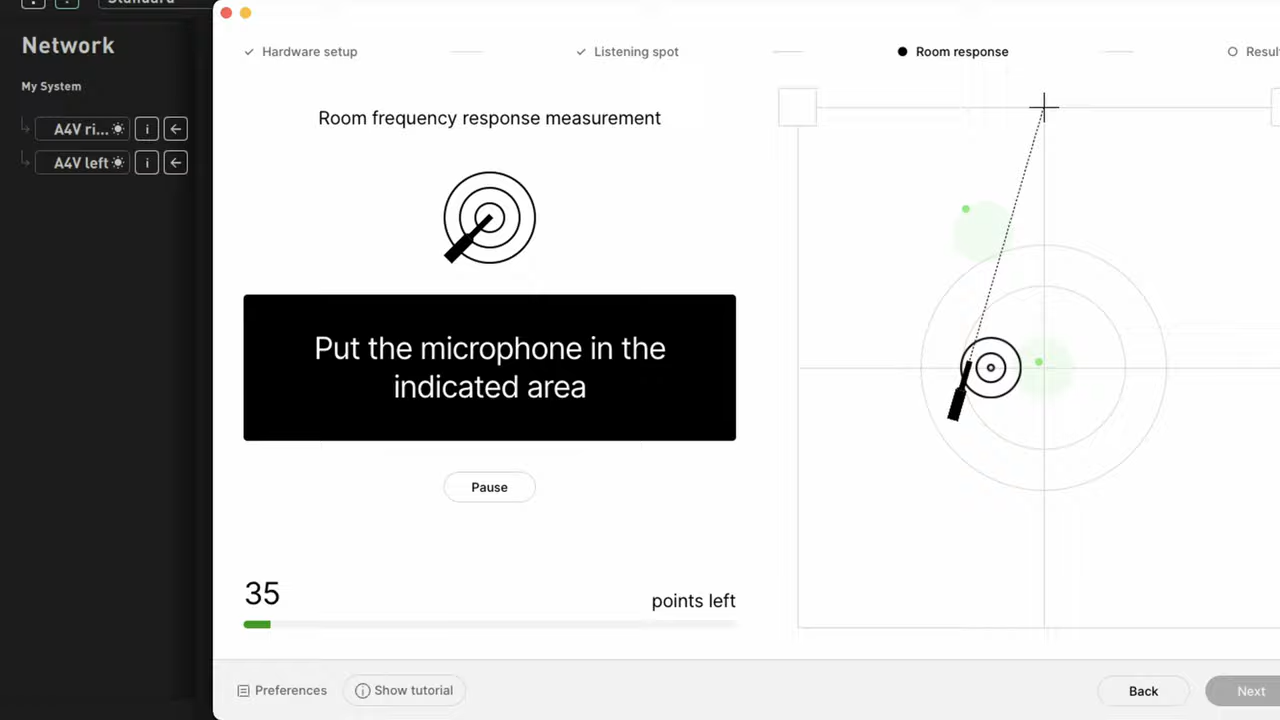 Standard
Network
My System
A4V ri...
i
A4V left
i
Hardware setup
Listening spot
Room response
Room frequency response measurement
Put the microphone in the
indicated area
Pause
35
points left
Preferences
Show tutorial
Back
Next